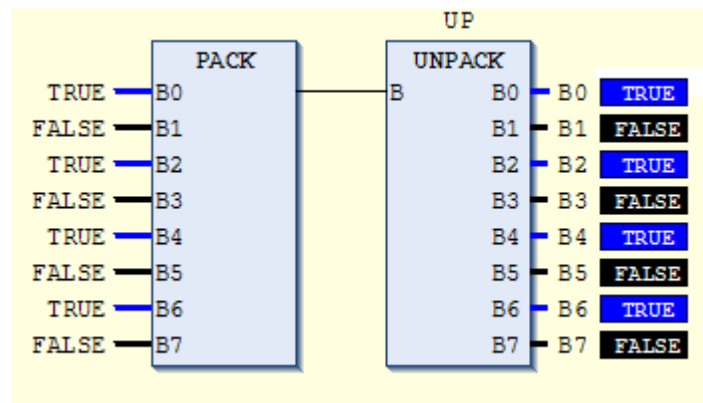 UP
PACK UNPACK
TRUE B0 B B0 B0 TRUE
FALSE B1 B1 B1 FALSE
TRUE B2 B2 B2 TRUE
FALSE B3 B3 B3 FALSE
TRUE B4 B4 B4 TRUE
FALSE B5 B5 B5 FALSE
TRUE B6 B6 B6 TRUE
FALSE B7 B7 B7 FALSE